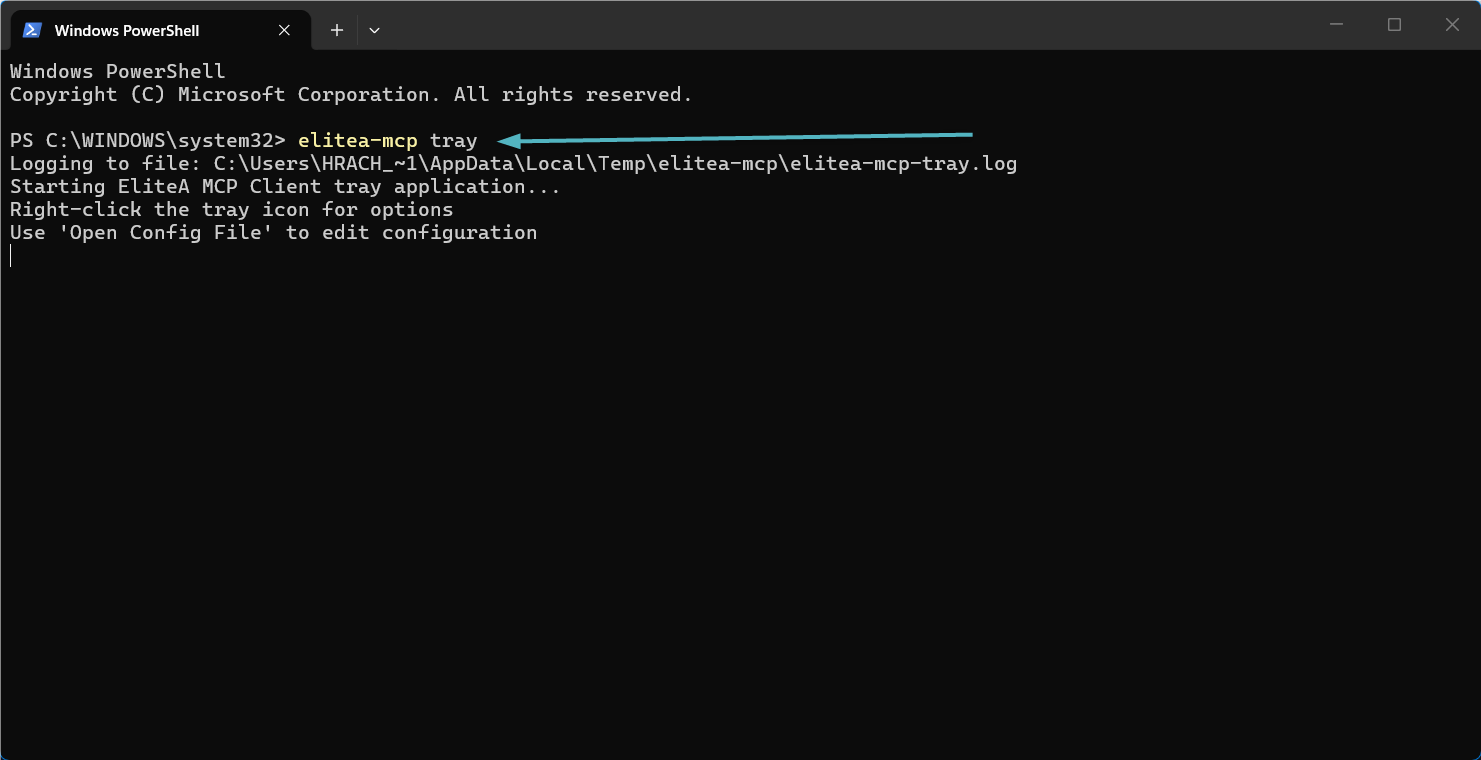 Windows PowerShell
Windows PowerShell
Copyright (C) Microsoft Corporation. All rights reserved.
PS C:\WINDOWS\system32> elitea-mcp tray
Logging to file: C:\Users\HRACH_~1\AppData\Local\Temp\elitea-mcp\elitea-mcp-tray.log
Starting EliteA MCP Client tray application...
Right-click the tray icon for options
Use 'Open Config File' to edit configuration